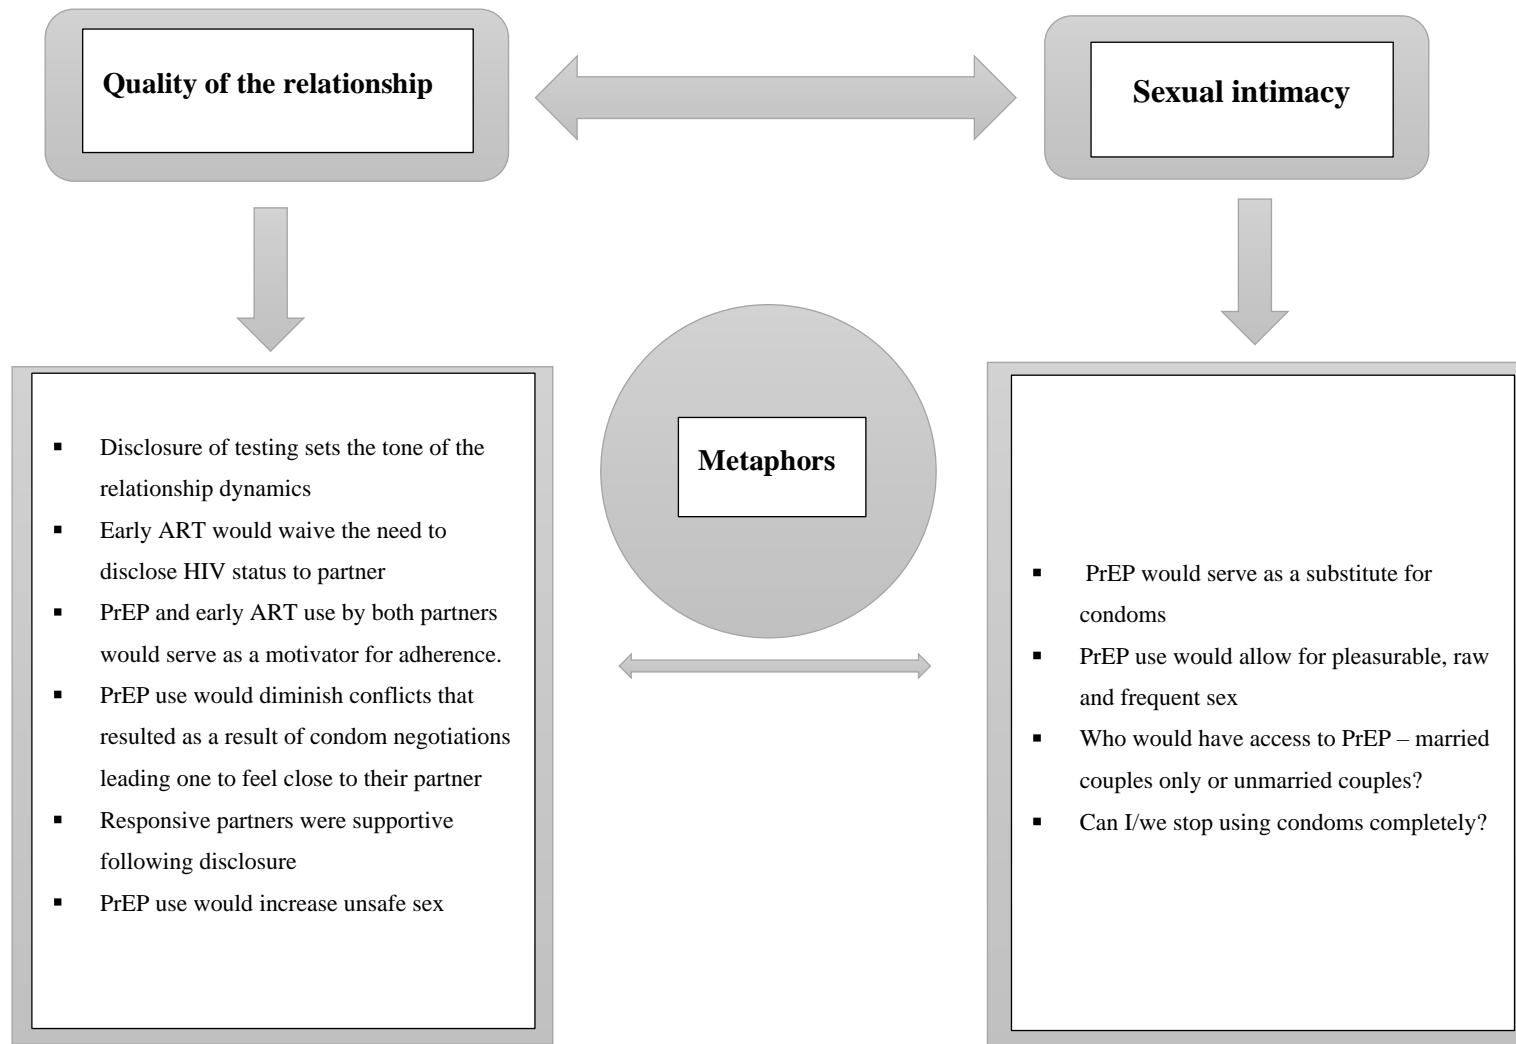 Quality of the relationship
Sexual intimacy
Metaphors
▪ Disclosure of testing sets the tone of the
relationship dynamics
▪ Early ART would waive the need to
disclose HIV status to partner
▪ PrEP and early ART use by both partners
would serve as a motivator for adherence.
▪ PrEP use would diminish conflicts that
resulted as a result of condom negotiations
leading one to feel close to their partner
▪ Responsive partners were supportive
following disclosure
▪ PrEP use would increase unsafe sex
▪ PrEP would serve as a substitute for
condoms
▪ PrEP use would allow for pleasurable, raw
and frequent sex
▪ Who would have access to PrEP – married
couples only or unmarried couples?
▪ Can I/we stop using condoms completely?